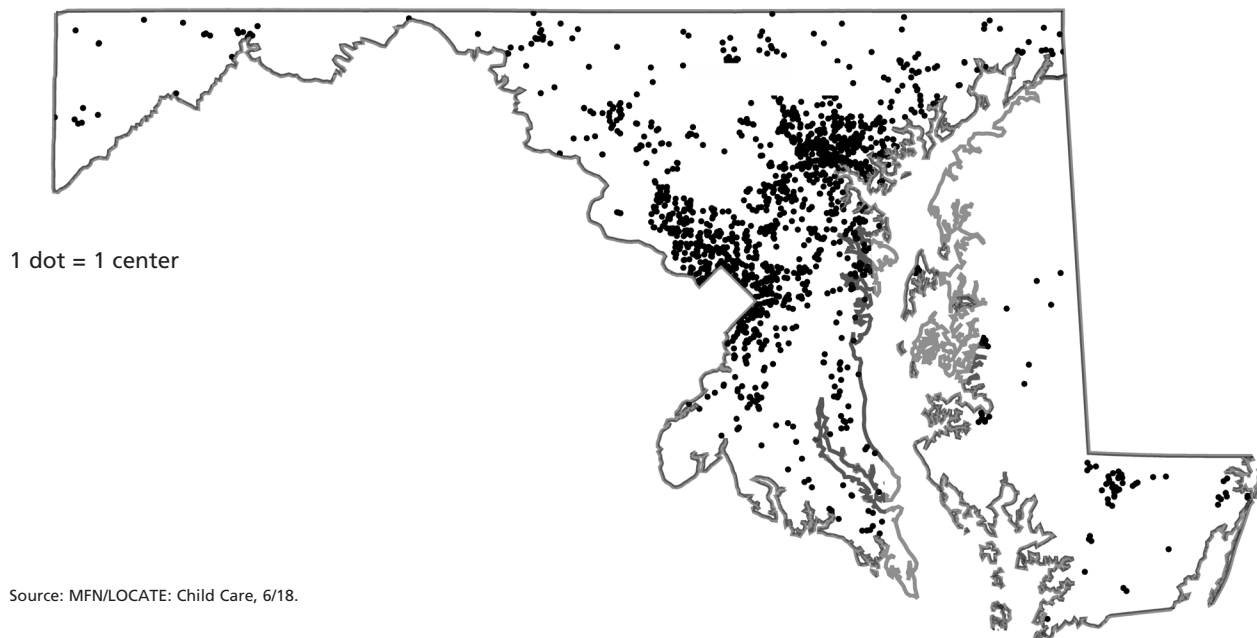 1 dot = 1 center
Source: MFN/LOCATE: Child Care, 6/18.